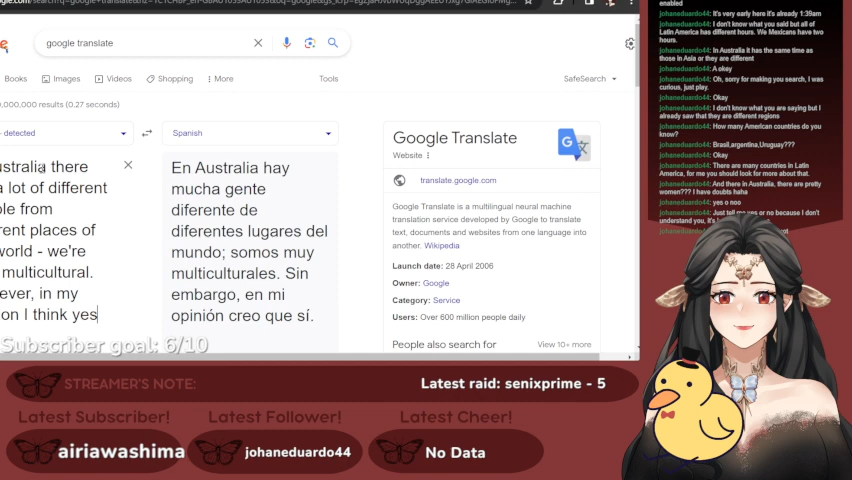 google translate
Books
Images
Videos
Shopping
More
Tools
SafeSearch
results (0.27 seconds)
detected
Spanish
there
a lot of different
from
places of
world - we're
multicultural.
in my
I think yes
En Australia hay
mucha gente
diferente de
diferentes lugares del
mundo; somos muy
multiculturales. Sin
embargo, en mi
opinión creo que sí.
Google Translate
Website
translate.google.com
Google Translate is a multilingual neural machine
translation service developed by Google to translate
text, documents and websites from one language into
another. Wikipedia
Launch date: 28 April 2006
Owner: Google
Category: Service
Users: Over 600 million people daily
People also search for
View 10+ more
Subscriber goal: 6/10
enabled
johaneduardo44: It's very early here it's already 1:39am
johaneduardo44: I don't know what you said but all of
Latin America has different hours. We Mexicans have two
hours.
johaneduardo44: In Australia it has the same time as
those in Asia or they are different
johaneduardo44: A okey
johaneduardo44: Oh, sorry for making you search, I was
curious, just play.
johaneduardo44: Okay
johaneduardo44: I don't know what you are saying but I
already saw that they are different regions
johaneduardo44: How many American countries do you
know?
johaneduardo44: Brasil,argentina,Uruguay???
johaneduardo44: Okay
johaneduardo44: There are many countries in Latin
America, for me you should look for more about that.
johaneduardo44: And there in Australia, there are pretty
woman??? I have doubts haha
johaneduardo44: yes o noo
johaneduardo44: Just tell me yes or no because I don't
understand you, it's
STREAMER'S NOTE:
Latest raid: senixprime - 5
Latest Subscriber!
Latest Follower!
Latest Cheer!
airiawashima
johaneduardo44
No Data